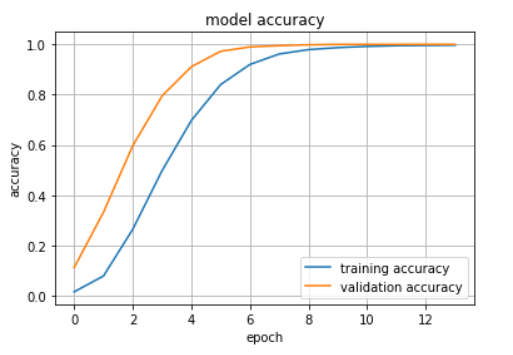 model accuracy
1.0
0.8
0.6
0.4
0.2
0.0
accuracy
0 2 4 6 8 10 12
epoch
training accuracy
validation accuracy